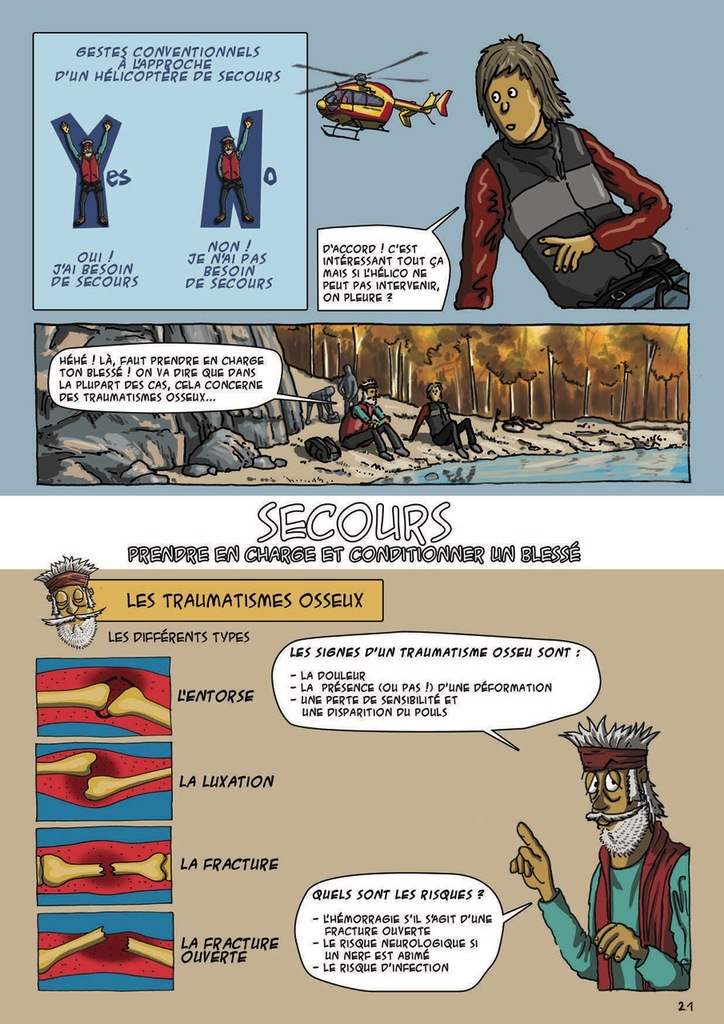 GESTES CONVENTIONNELS
À L'APPROCHE
D'UN HÉLICOPTÈRE DE SECOURS
Yes
No
OUI !
J'AI BESOIN
DE SECOURS
NON !
JE N'AI PAS
BESOIN
DE SECOURS
D'ACCORD ! C'EST
INTÉRESSANT TOUT ÇA
MAIS SI L'HÉLICO NE
PEUT PAS INTERVENIR,
ON PLEURE ?
HÉHÉ ! LÀ, FAUT PRENDRE EN CHARGE
TON BLESSÉ ! ON VA DIRE QUE DANS
LA PLUPART DES CAS, CELA CONCERNE
DES TRAUMATISMES OSSEUX...
SECOURS
PRENDRE EN CHARGE ET CONDITIONNER UN BLESSÉ
LES TRAUMATISMES OSSEUX
LES DIFFÉRENTS TYPES
L'ENTORSE
LA LUXATION
LA FRACTURE
LA FRACTURE
OUVERTE
LES SIGNES D'UN TRAUMATISME OSSEU SONT :
- LA DOULEUR
- LA PRÉSENCE (OU PAS !) D'UNE DÉFORMATION
- UNE PERTE DE SENSIBILITÉ ET
UNE DISPARITION DU POULS
QUELS SONT LES RISQUES ?
- L'HÉMORRAGIE S'IL S'AGIT D'UNE
FRACTURE OUVERTE
- LE RISQUE NEUROLOGIQUE SI
UN NERF EST ABIMÉ
- LE RISQUE D'INFECTION
21